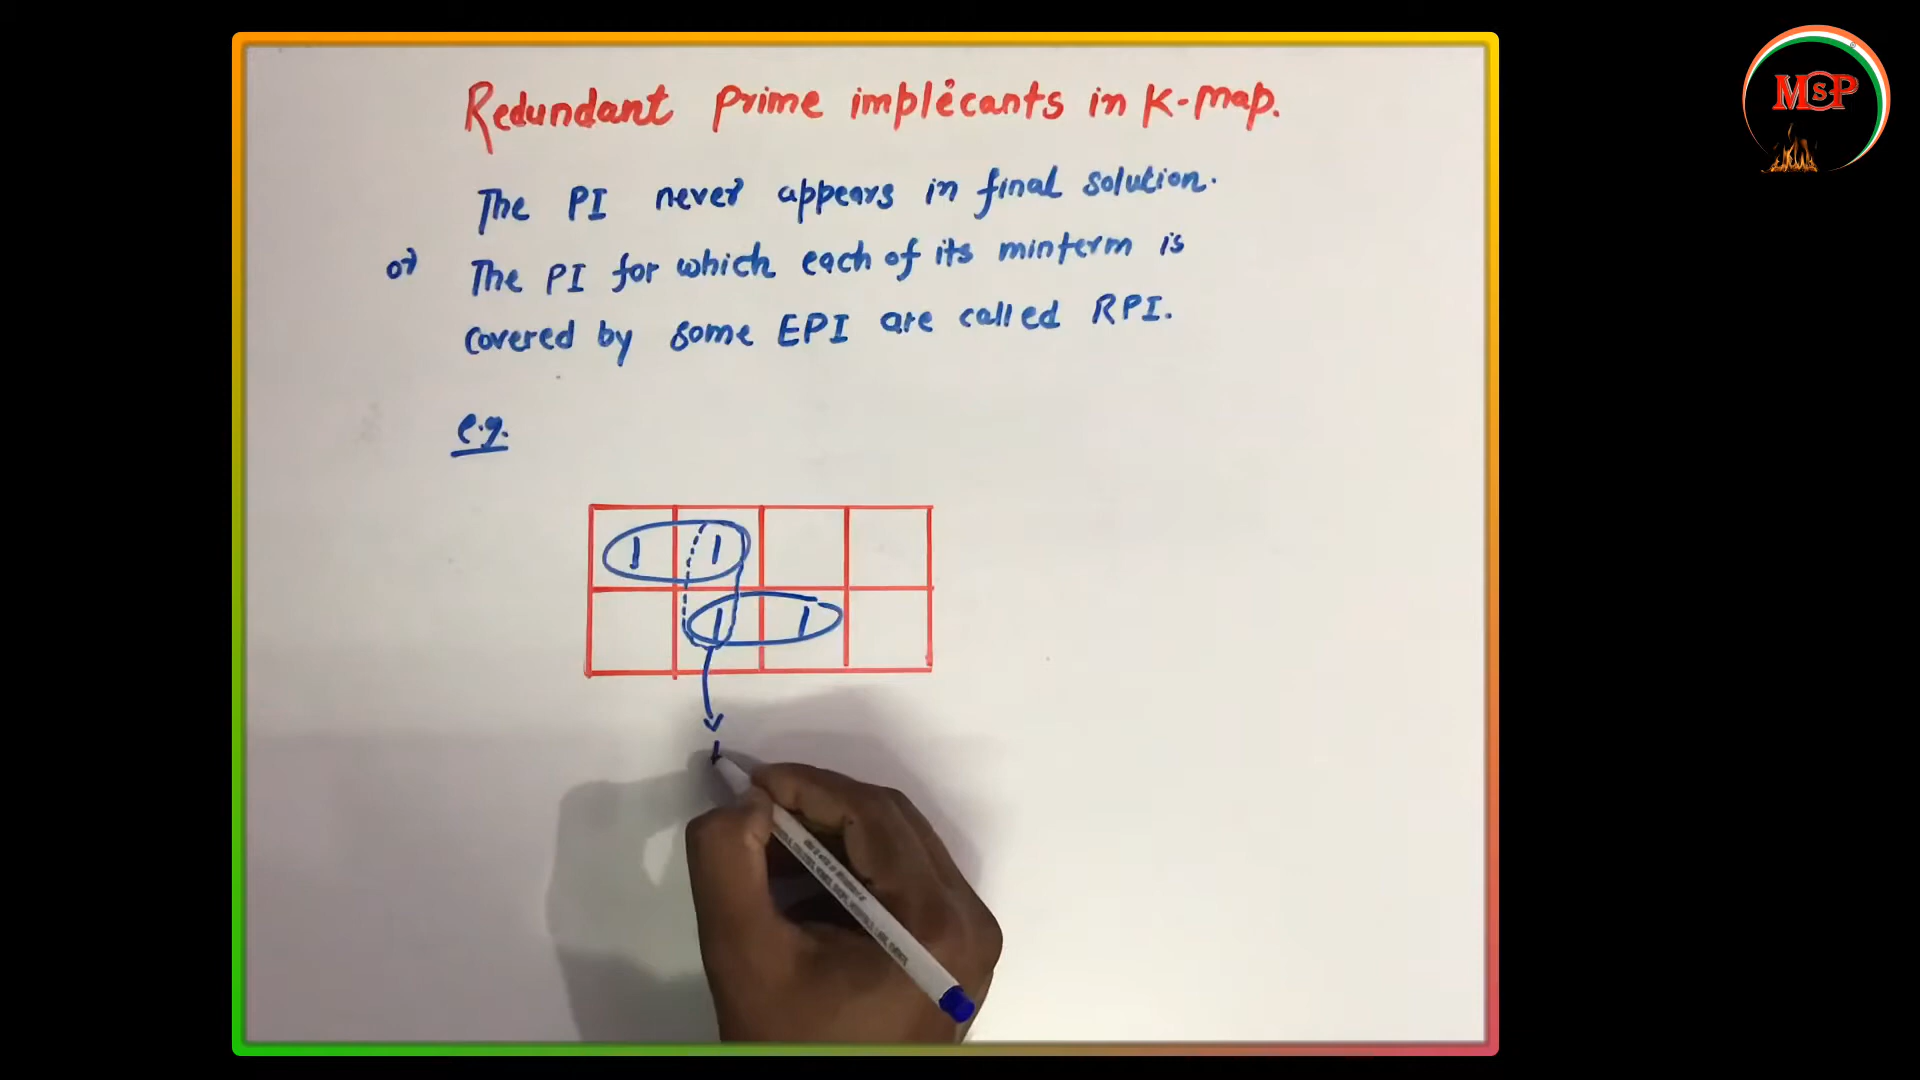 Redundant Prime implicants in K-map.
The PI never appears in final solution.
or The PI for which each of its minterm is
covered by some EPI are called RPI.
e.g.
1 1
1 1
MSP